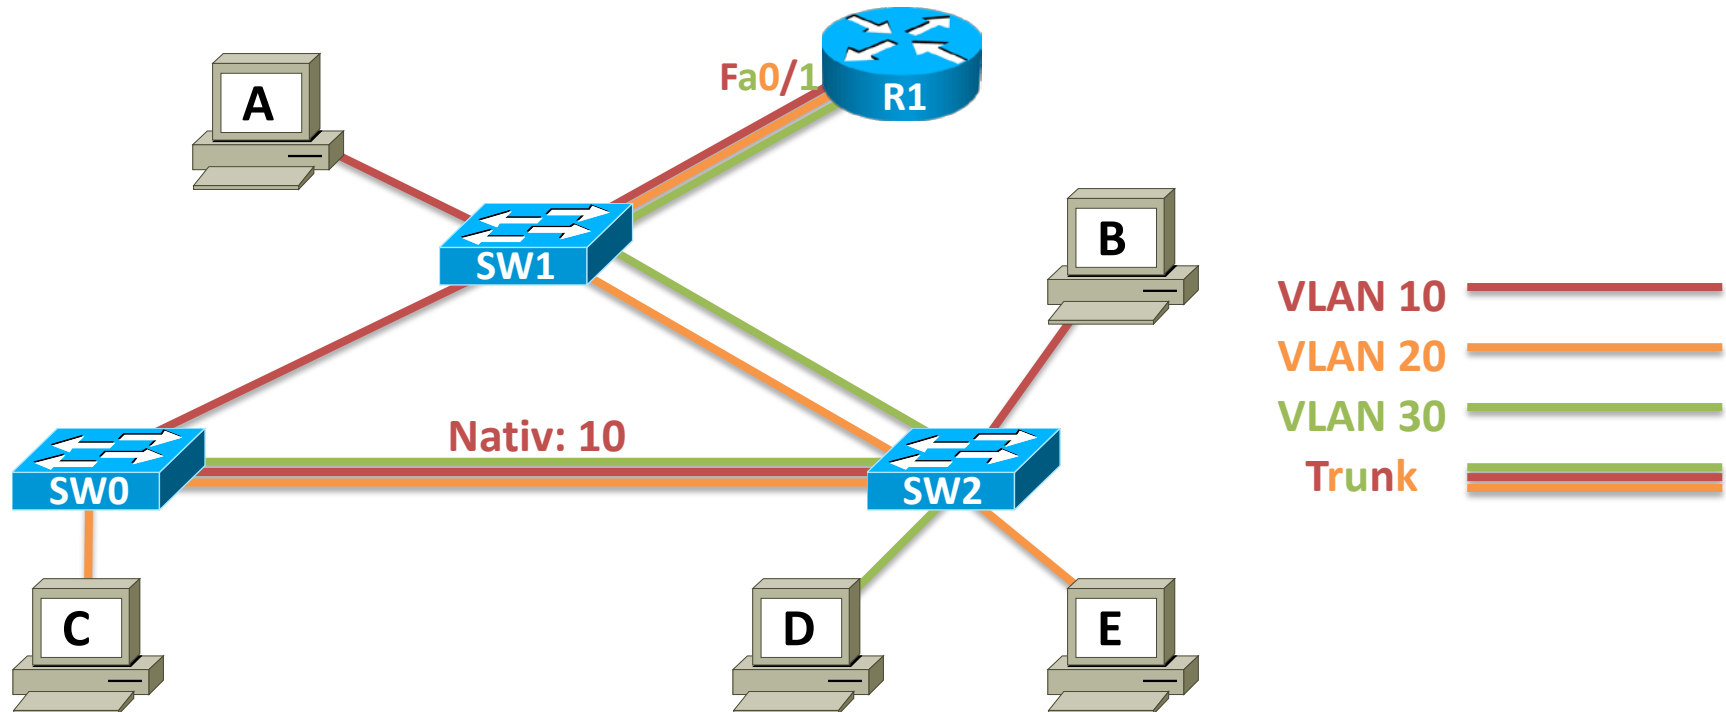 Fa0/1
R1
A
SW1
B
VLAN 10
VLAN 20
VLAN 30
Trunk
Nativ: 10
SW0
SW2
C
D
E